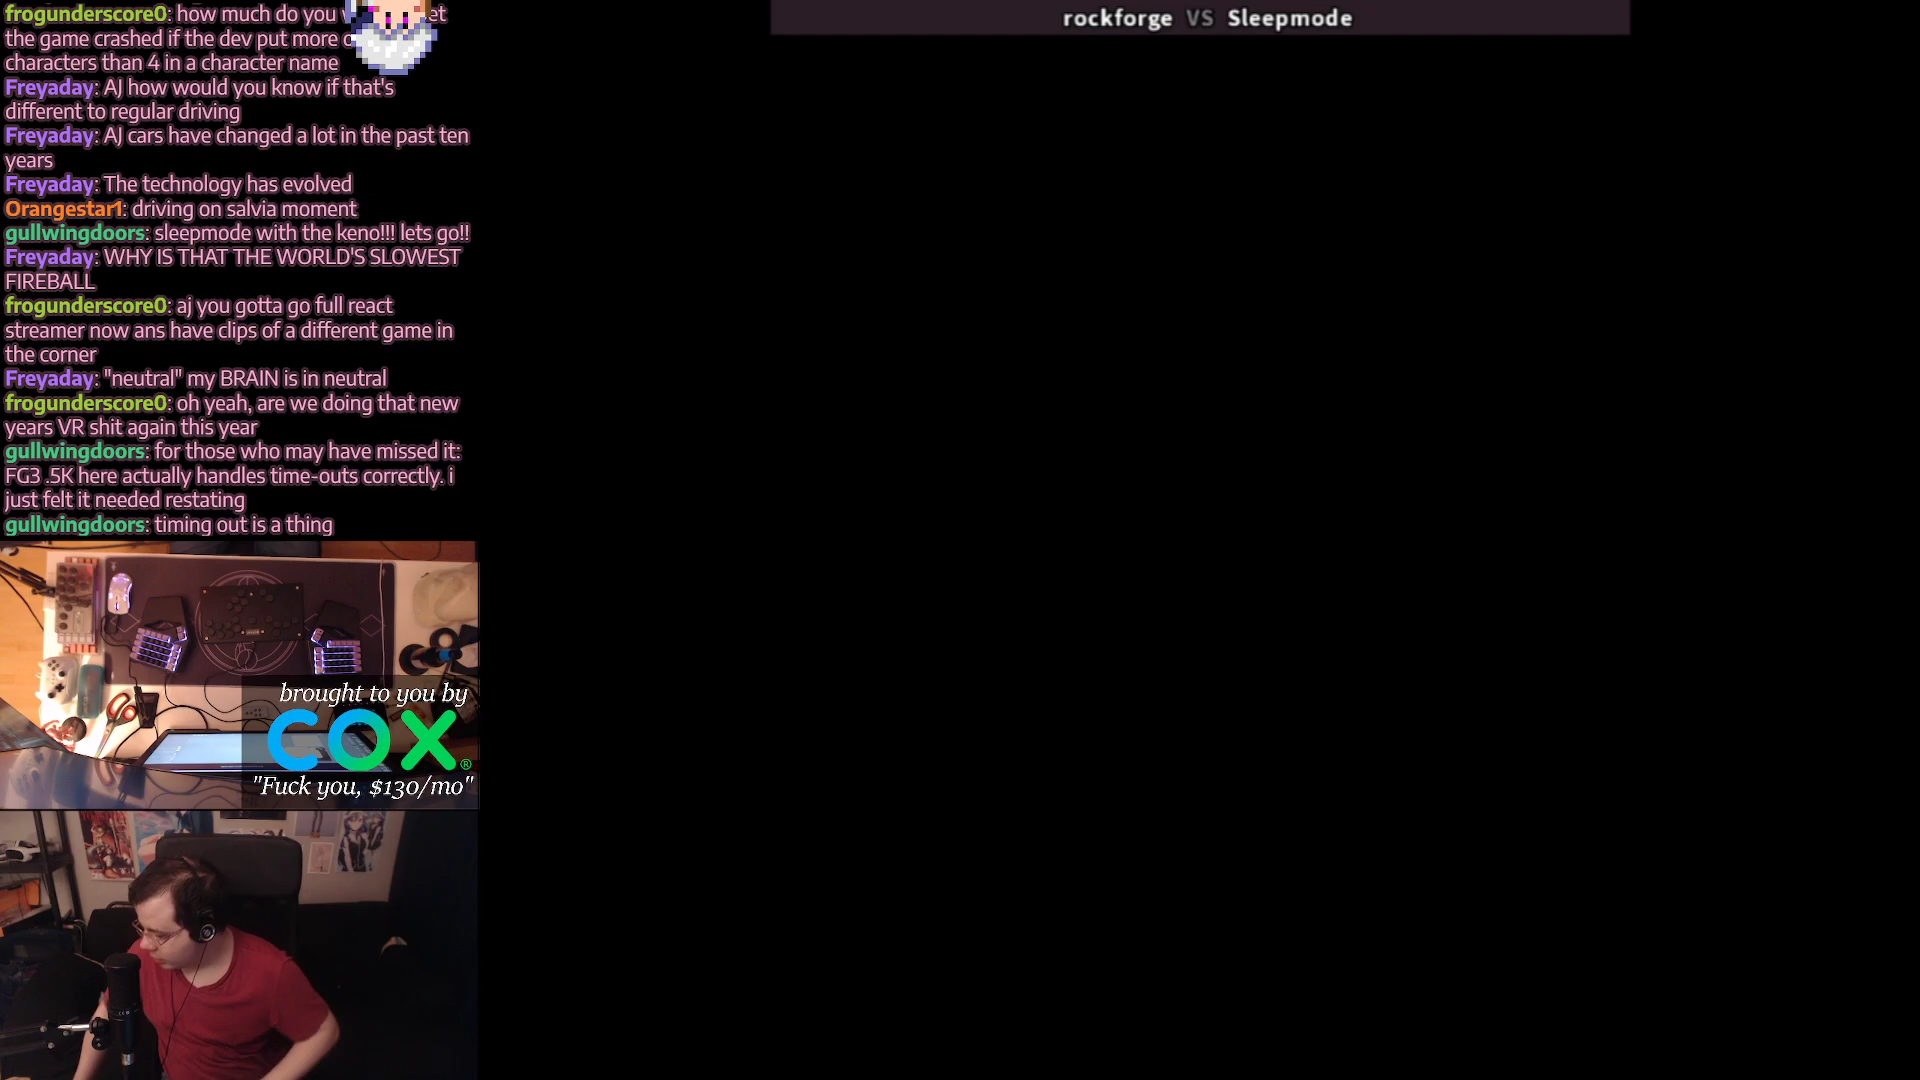 frogunderscore0: how much do you
the game crashed if the dev put more
characters than 4 in a character name
Freyaday: AJ how would you know if that's
different to regular driving
Freyaday: AJ cars have changed a lot in the past ten
years
Freyaday: The technology has evolved
Orangestar1: driving on salvia moment
gullwingdoors: sleepmode with the keno!!! lets go!!
Freyaday: WHY IS THAT THE WORLD'S SLOWEST
FIREBALL
frogunderscore0: aj you gotta go full react
streamer now ans have clips of a different game in
the corner
Freyaday: "neutral" my BRAIN is in neutral
frogunderscore0: oh yeah, are we doing that new
years VR shit again this year
gullwingdoors: for those who may have missed it:
FG3 .5K here actually handles time-outs correctly. i
just felt it needed restating
gullwingdoors: timing out is a thing
brought to you by
COX®
"Fuck you, $130/mo"
rockforge VS Sleepmode